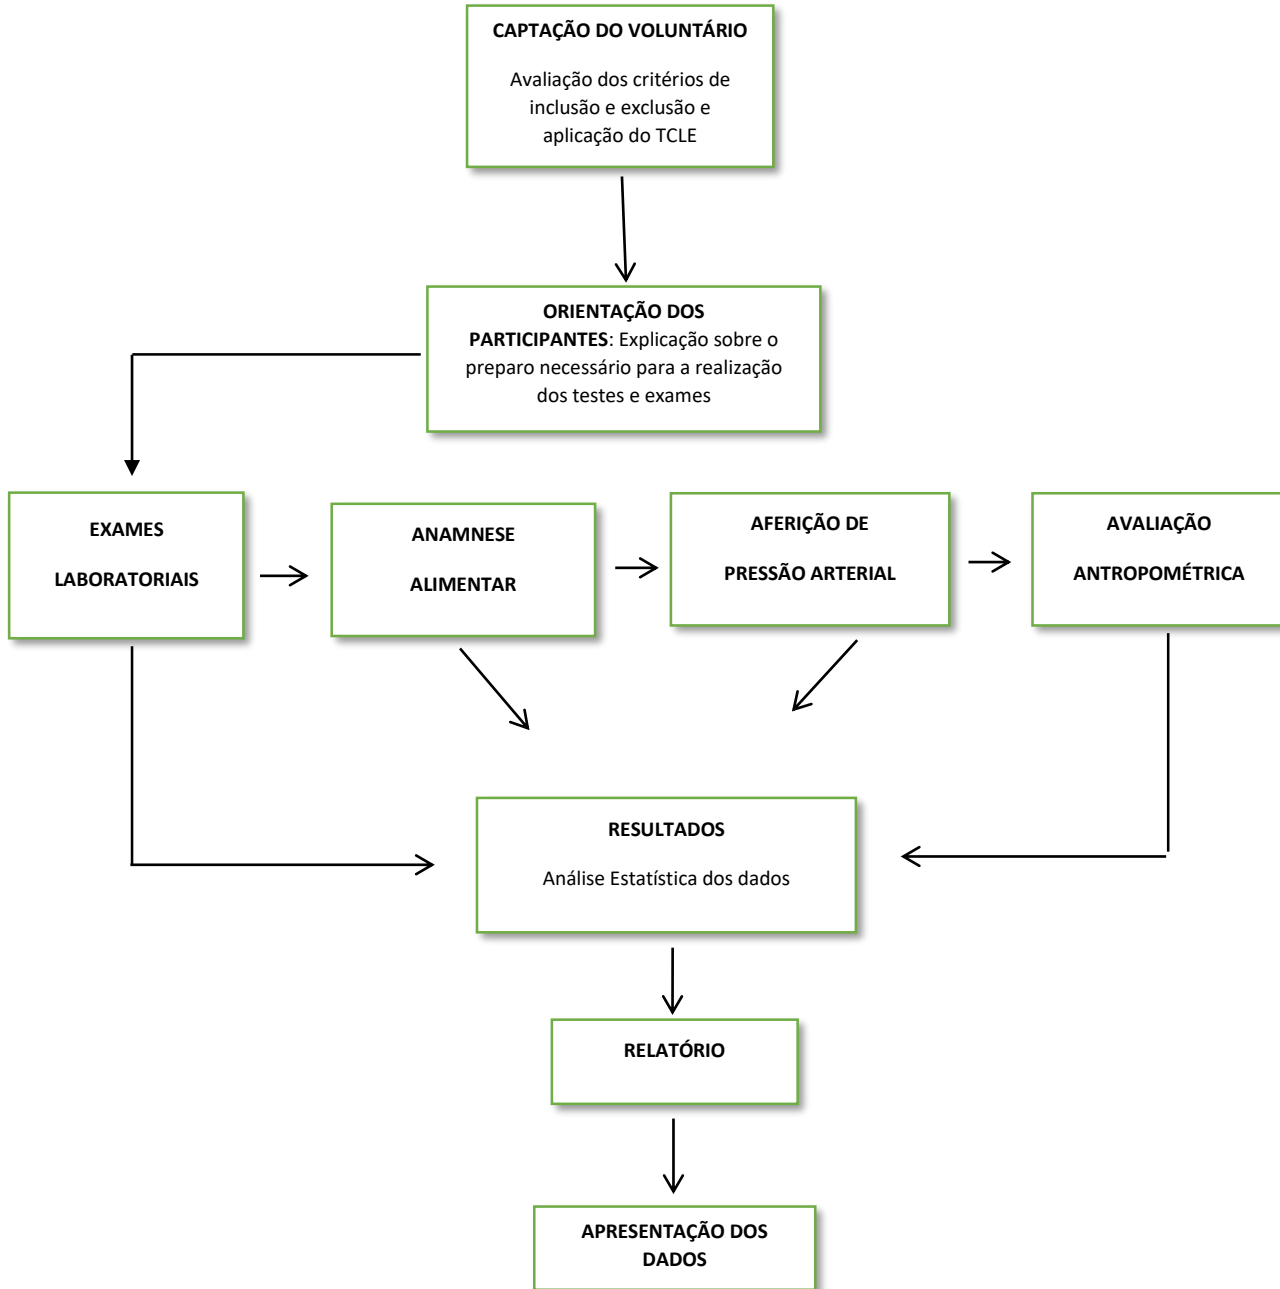 CAPTAÇÃO DO VOLUNTÁRIO
Avaliação dos critérios de
inclusão e exclusão e
aplicação do TCLE
ORIENTAÇÃO DOS
PARTICIPANTES: Explicação sobre o
preparo necessário para a realização
dos testes e exames
EXAMES
LABORATORIAIS
ANAMNESE
ALIMENTAR
AFERIÇÃO DE
PRESSÃO ARTERIAL
AVALIAÇÃO
ANTROPOMÉTRICA
RESULTADOS
Análise Estatística dos dados
RELATÓRIO
APRESENTAÇÃO DOS
DADOS